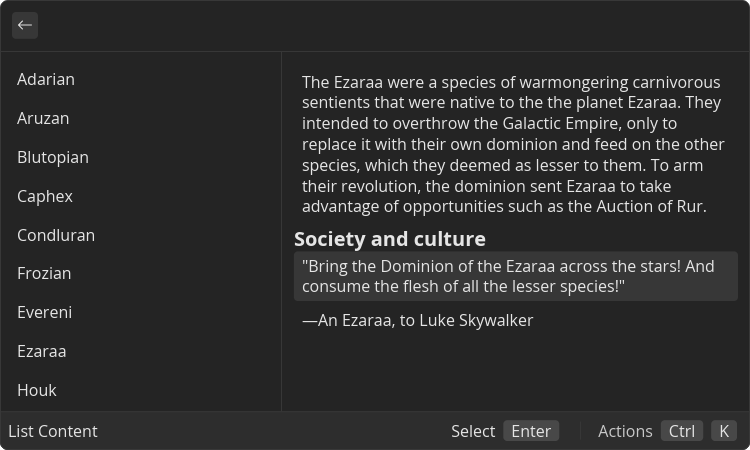 Adarian
Aruzan
Blutopian
Caphex
Condluran
Frozian
Evereni
Ezaraa
Houk
The Ezaraa were a species of warmongering carnivorous
sentients that were native to the the planet Ezaraa. They
intended to overthrow the Galactic Empire, only to
replace it with their own dominion and feed on the other
species, which they deemed as lesser to them. To arm
their revolution, the dominion sent Ezaraa to take
advantage of opportunities such as the Auction of Rur.
Society and culture
"Bring the Dominion of the Ezaraa across the stars! And
consume the flesh of all the lesser species!"
—An Ezaraa, to Luke Skywalker
List Content
Select Enter
Actions Ctrl K